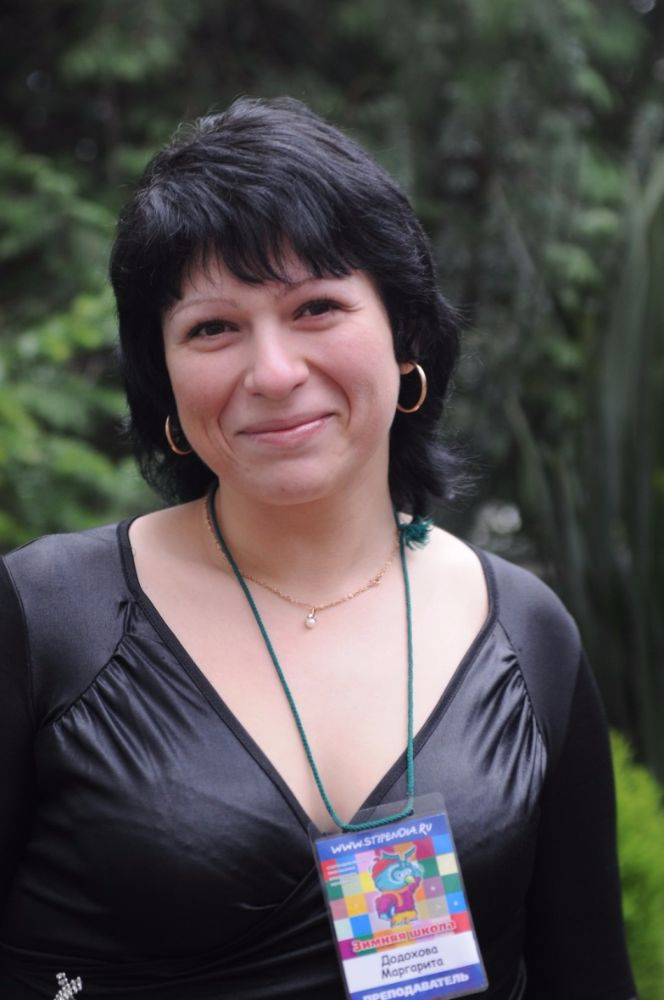 WWW.STIPENDIA.RU
Зимняя школа
Додохова
Маргарита
ПРЕПОДАВАТЕЛЬ